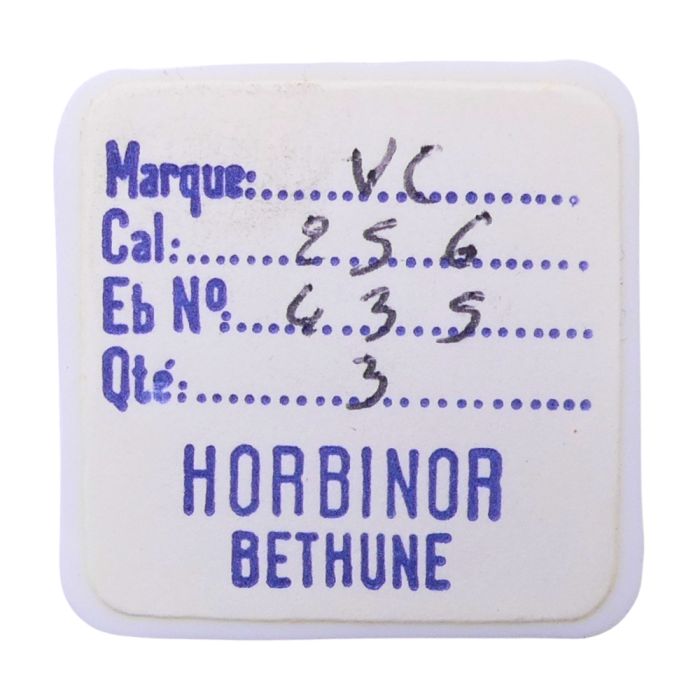 Marque: VC
Cal: 256
Eb Nº: 435
Qté: 3
HORBINOR
BETHUNE